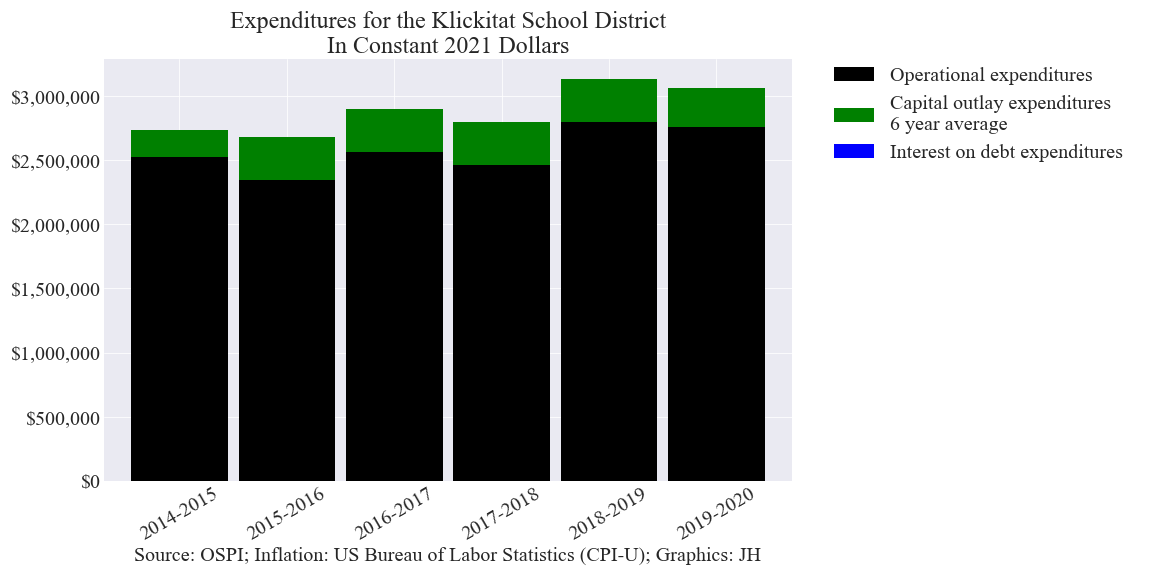 Expenditures for the Klickitat School District
In Constant 2021 Dollars
$3,000,000
$2,500,000
$2,000,000
$1,500,000
$1,000,000
$500,000
$0
2014-2015
2015-2016
2016-2017
2017-2018
2018-2019
2019-2020
Source: OSPI; Inflation: US Bureau of Labor Statistics (CPI-U); Graphics: JH
Operational expenditures
Capital outlay expenditures
6 year average
Interest on debt expenditures